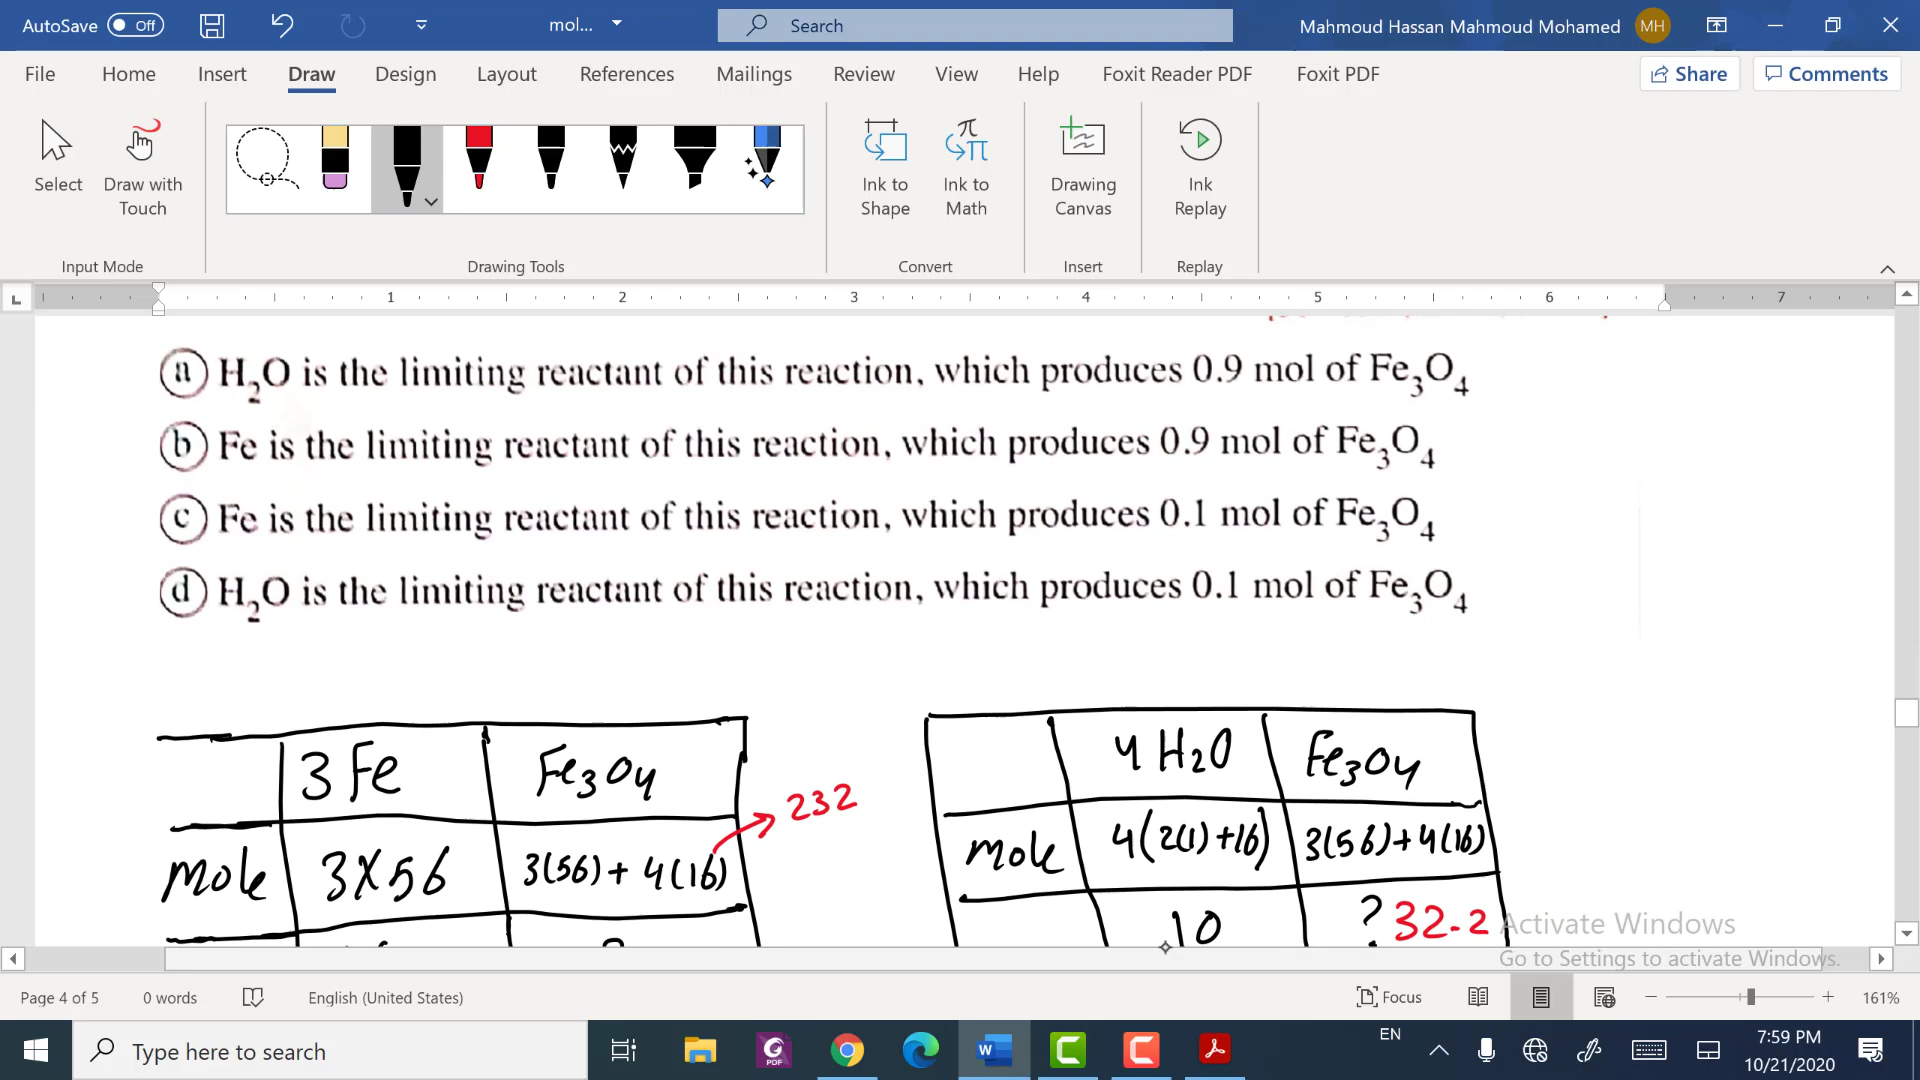 AutoSave Off mol... Search Mahmoud Hassan Mahmoud Mohamed MH
File Home Insert Draw Design Layout References Mailings Review View Help Foxit Reader PDF Foxit PDF Share Comments
Select
Draw with Touch
Ink to Shape
Ink to Math
Drawing Canvas
Ink Replay
Input Mode Drawing Tools Convert Insert Replay
1 2 3 4 5 6 7
a H₂O is the limiting reactant of this reaction, which produces 0.9 mol of Fe₃O₄
b Fe is the limiting reactant of this reaction, which produces 0.9 mol of Fe₃O₄
c Fe is the limiting reactant of this reaction, which produces 0.1 mol of Fe₃O₄
d H₂O is the limiting reactant of this reaction, which produces 0.1 mol of Fe₃O₄
3 Fe Fe₃O₄
232
mole 3X56 3(56)+ 4(16)
4 H₂O Fe₃O₄
mole 4(2(1)+16) 3(56)+4(16)
10 ? 32.2
Activate Windows
Go to Settings to activate Windows.
Page 4 of 5 0 words English (United States) Focus 161%
Type here to search
EN
7:59 PM
10/21/2020